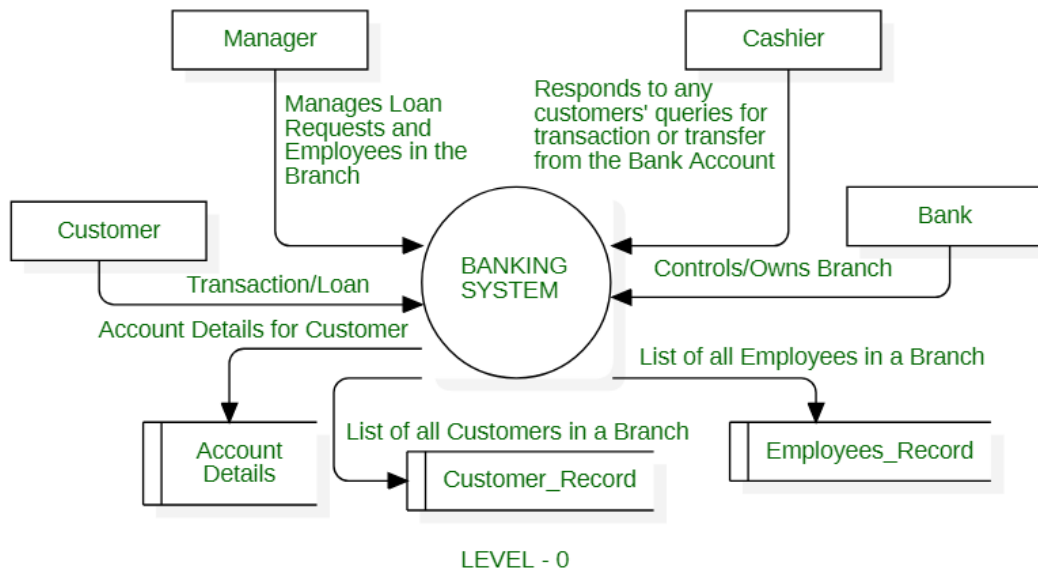 Manager
Cashier
Manages Loan
Requests and
Employees in the
Branch
Responds to any
customers' queries for
transaction or transfer
from the Bank Account
Customer
Bank
BANKING
SYSTEM
Transaction/Loan
Controls/Owns Branch
Account Details for Customer
List of all Employees in a Branch
List of all Customers in a Branch
Account
Details
Customer_Record
Employees_Record
LEVEL - 0